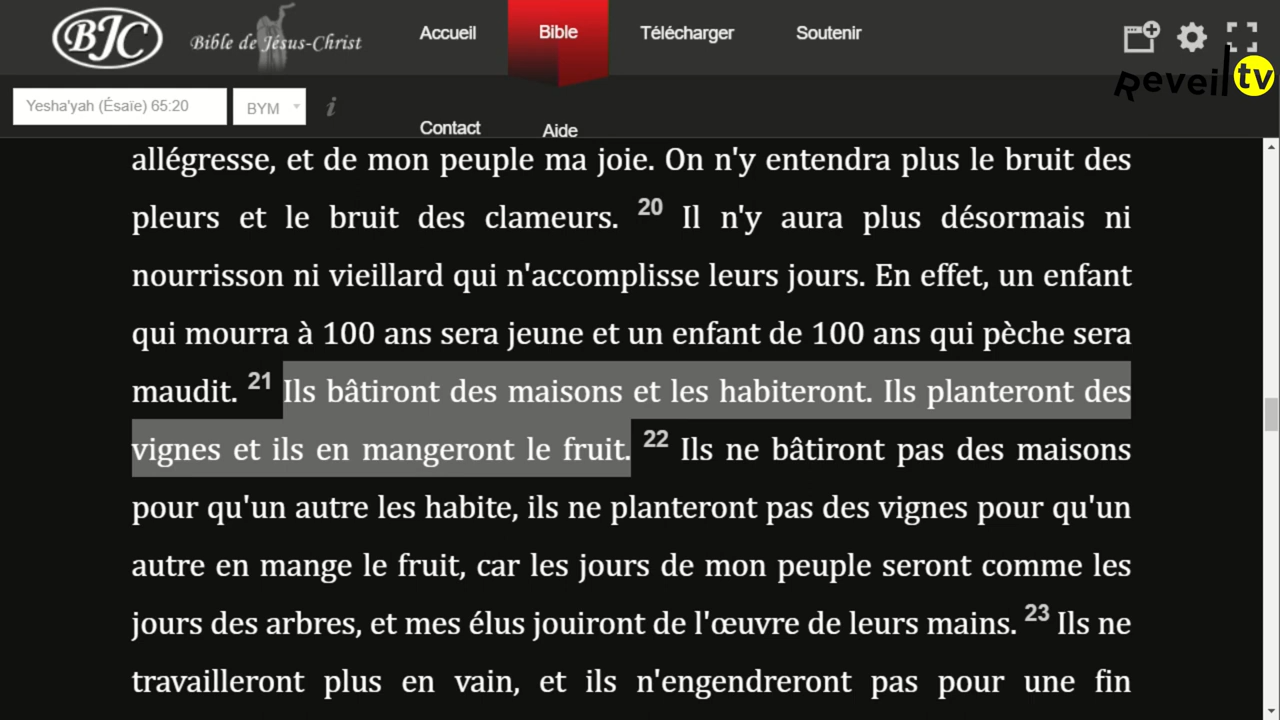 BJC
Bible de Jésus-Christ
Accueil
Bible
Télécharger
Soutenir
Reveil tv
Yesha'yah (Ésaïe) 65:20
BYM
i
Contact
Aide
allégresse, et de mon peuple ma joie. On n'y entendra plus le bruit des
pleurs et le bruit des clameurs. 20 Il n'y aura plus désormais ni
nourrisson ni vieillard qui n'accomplisse leurs jours. En effet, un enfant
qui mourra à 100 ans sera jeune et un enfant de 100 ans qui pèche sera
maudit. 21 Ils bâtiront des maisons et les habiteront. Ils planteront des
vignes et ils en mangeront le fruit. 22 Ils ne bâtiront pas des maisons
pour qu'un autre les habite, ils ne planteront pas des vignes pour qu'un
autre en mange le fruit, car les jours de mon peuple seront comme les
jours des arbres, et mes élus jouiront de l'œuvre de leurs mains. 23 Ils ne
travailleront plus en vain, et ils n'engendreront pas pour une fin